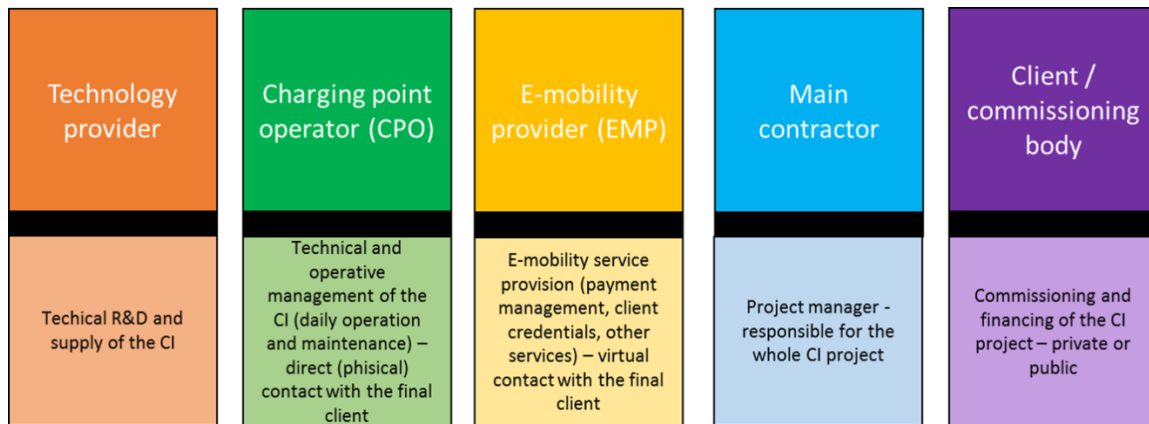 Technology
provider
Charging point
operator (CPO)
E-mobility
provider (EMP)
Main
contractor
Client /
commissioning
body
Techical R&D and
supply of the CI
Technical and
operative
management of the
CI (daily operation
and maintenance) –
direct (phisical)
contact with the final
client
E-mobility service
provision (payment
management, client
credentials, other
services) – virtual
contact with the final
client
Project manager -
responsible for the
whole CI project
Commissioning and
financing of the CI
project – private or
public